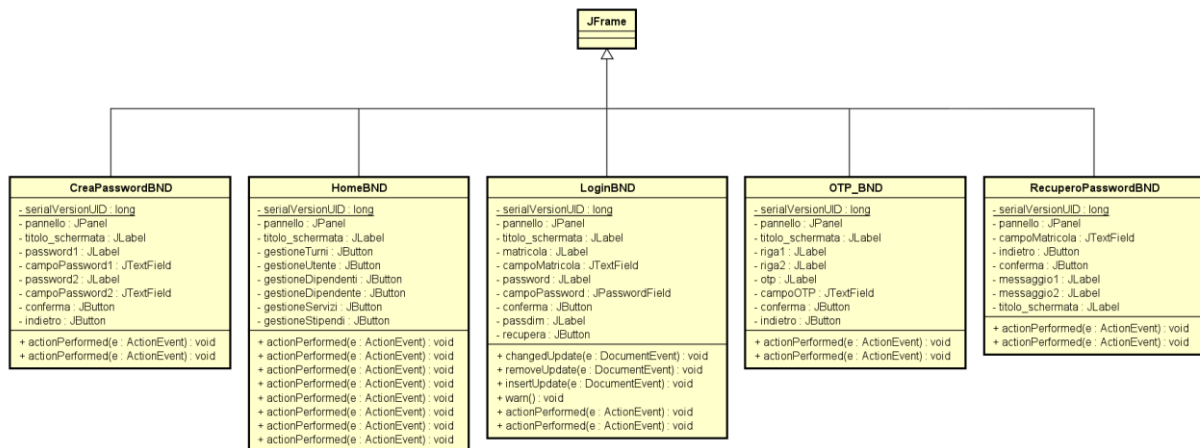 JFrame
CreaPasswordBND
- serialVersionUID : long
- pannello : JPanel
- titolo_schermata : JLabel
- password1 : JLabel
- campoPassword1 : JTextField
- password2 : JLabel
- campoPassword2 : JTextField
- conferma : JButton
- indietro : JButton
+ actionPerformed(e : ActionEvent) : void
+ actionPerformed(e : ActionEvent) : void
HomeBND
- serialVersionUID : long
- pannello : JPanel
- titolo_schermata : JLabel
- gestioneTurni : JButton
- gestioneUtente : JButton
- gestioneDipendenti : JButton
- gestioneDipendente : JButton
- gestioneServizi : JButton
- gestioneStipendi : JButton
+ actionPerformed(e : ActionEvent) : void
+ actionPerformed(e : ActionEvent) : void
+ actionPerformed(e : ActionEvent) : void
+ actionPerformed(e : ActionEvent) : void
+ actionPerformed(e : ActionEvent) : void
+ actionPerformed(e : ActionEvent) : void
+ actionPerformed(e : ActionEvent) : void
+ actionPerformed(e : ActionEvent) : void
LoginBND
- serialVersionUID : long
- pannello : JPanel
- titolo_schermata : JLabel
- matricola : JLabel
- campoMatricola : JTextField
- password : JLabel
- campoPassword : JPasswordField
- conferma : JButton
- passdim : JLabel
- recupera : JButton
+ changedUpdate(e : DocumentEvent) : void
+ removeUpdate(e : DocumentEvent) : void
+ insertUpdate(e : DocumentEvent) : void
+ warn() : void
+ actionPerformed(e : ActionEvent) : void
+ actionPerformed(e : ActionEvent) : void
OTP_BND
- serialVersionUID : long
- pannello : JPanel
- titolo_schermata : JLabel
- riga1 : JLabel
- riga2 : JLabel
- otp : JLabel
- campoOTP : JTextField
- conferma : JButton
- indietro : JButton
+ actionPerformed(e : ActionEvent) : void
+ actionPerformed(e : ActionEvent) : void
RecuperoPasswordBND
- serialVersionUID : long
- pannello : JPanel
- campoMatricola : JTextField
- indietro : JButton
- conferma : JButton
- messaggio1 : JLabel
- messaggio2 : JLabel
- titolo_schermata : JLabel
+ actionPerformed(e : ActionEvent) : void
+ actionPerformed(e : ActionEvent) : void